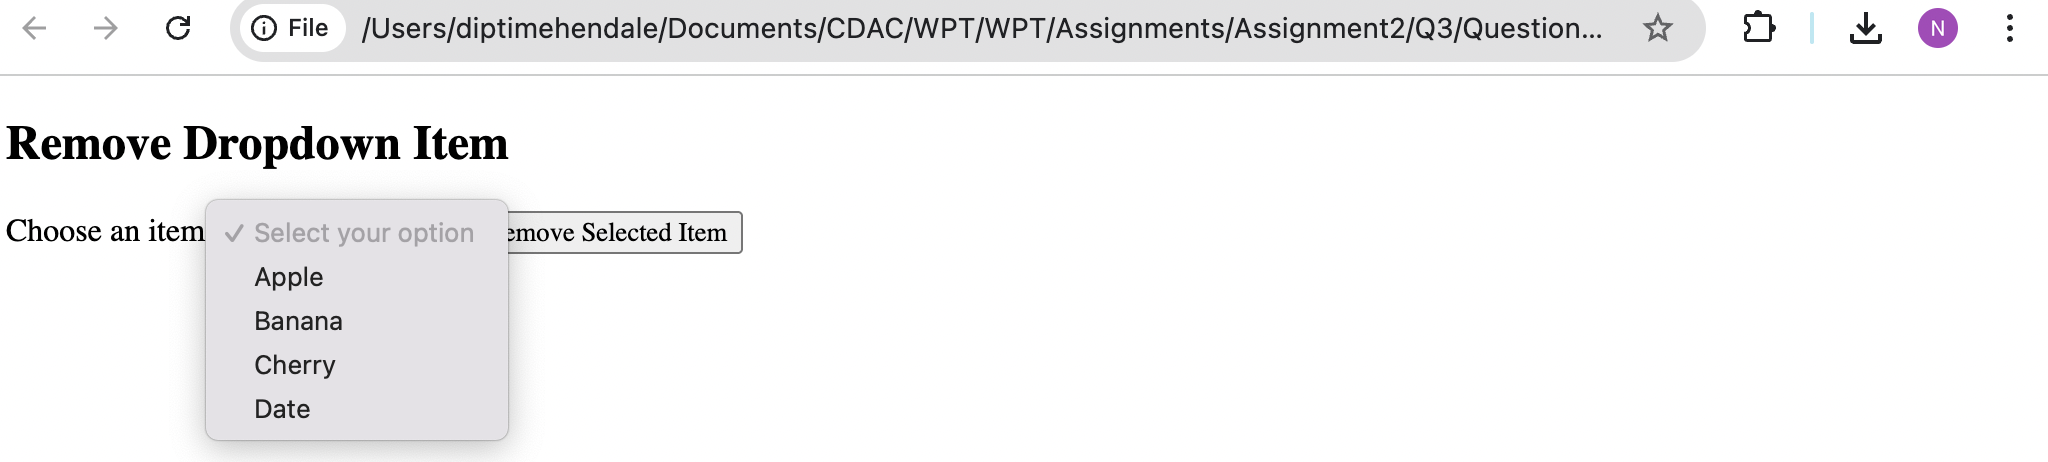 File /Users/diptimehendale/Documents/CDAC/WPT/WPT/Assignments/Assignment2/Q3/Question... N
Remove Dropdown Item
Choose an item ✓ Select your option emove Selected Item
Apple
Banana
Cherry
Date